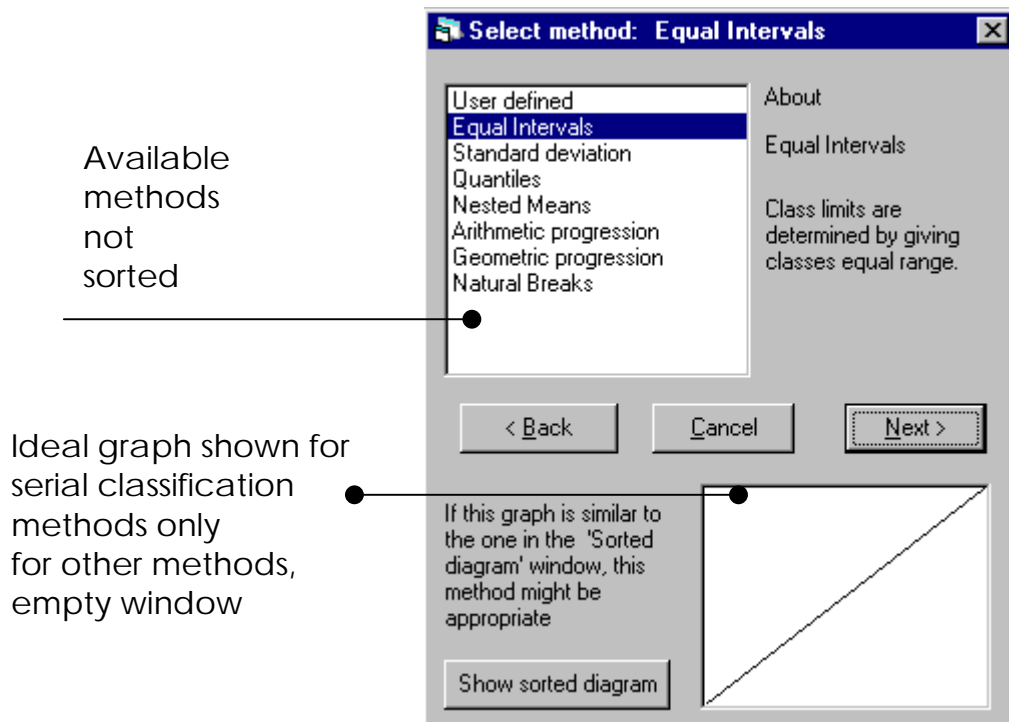 Select method:  Equal Intervals
User defined
Equal Intervals
Standard deviation
Quantiles
Nested Means
Arithmetic progression
Geometric progression
Natural Breaks
About
Equal Intervals
Class limits are
determined by giving
classes equal range.
Available
methods
not
sorted
< Back
Cancel
Next >
Ideal graph shown for
serial classification
methods only
for other methods,
empty window
If this graph is similar to
the one in the 'Sorted
diagram' window, this
method might be
appropriate
Show sorted diagram